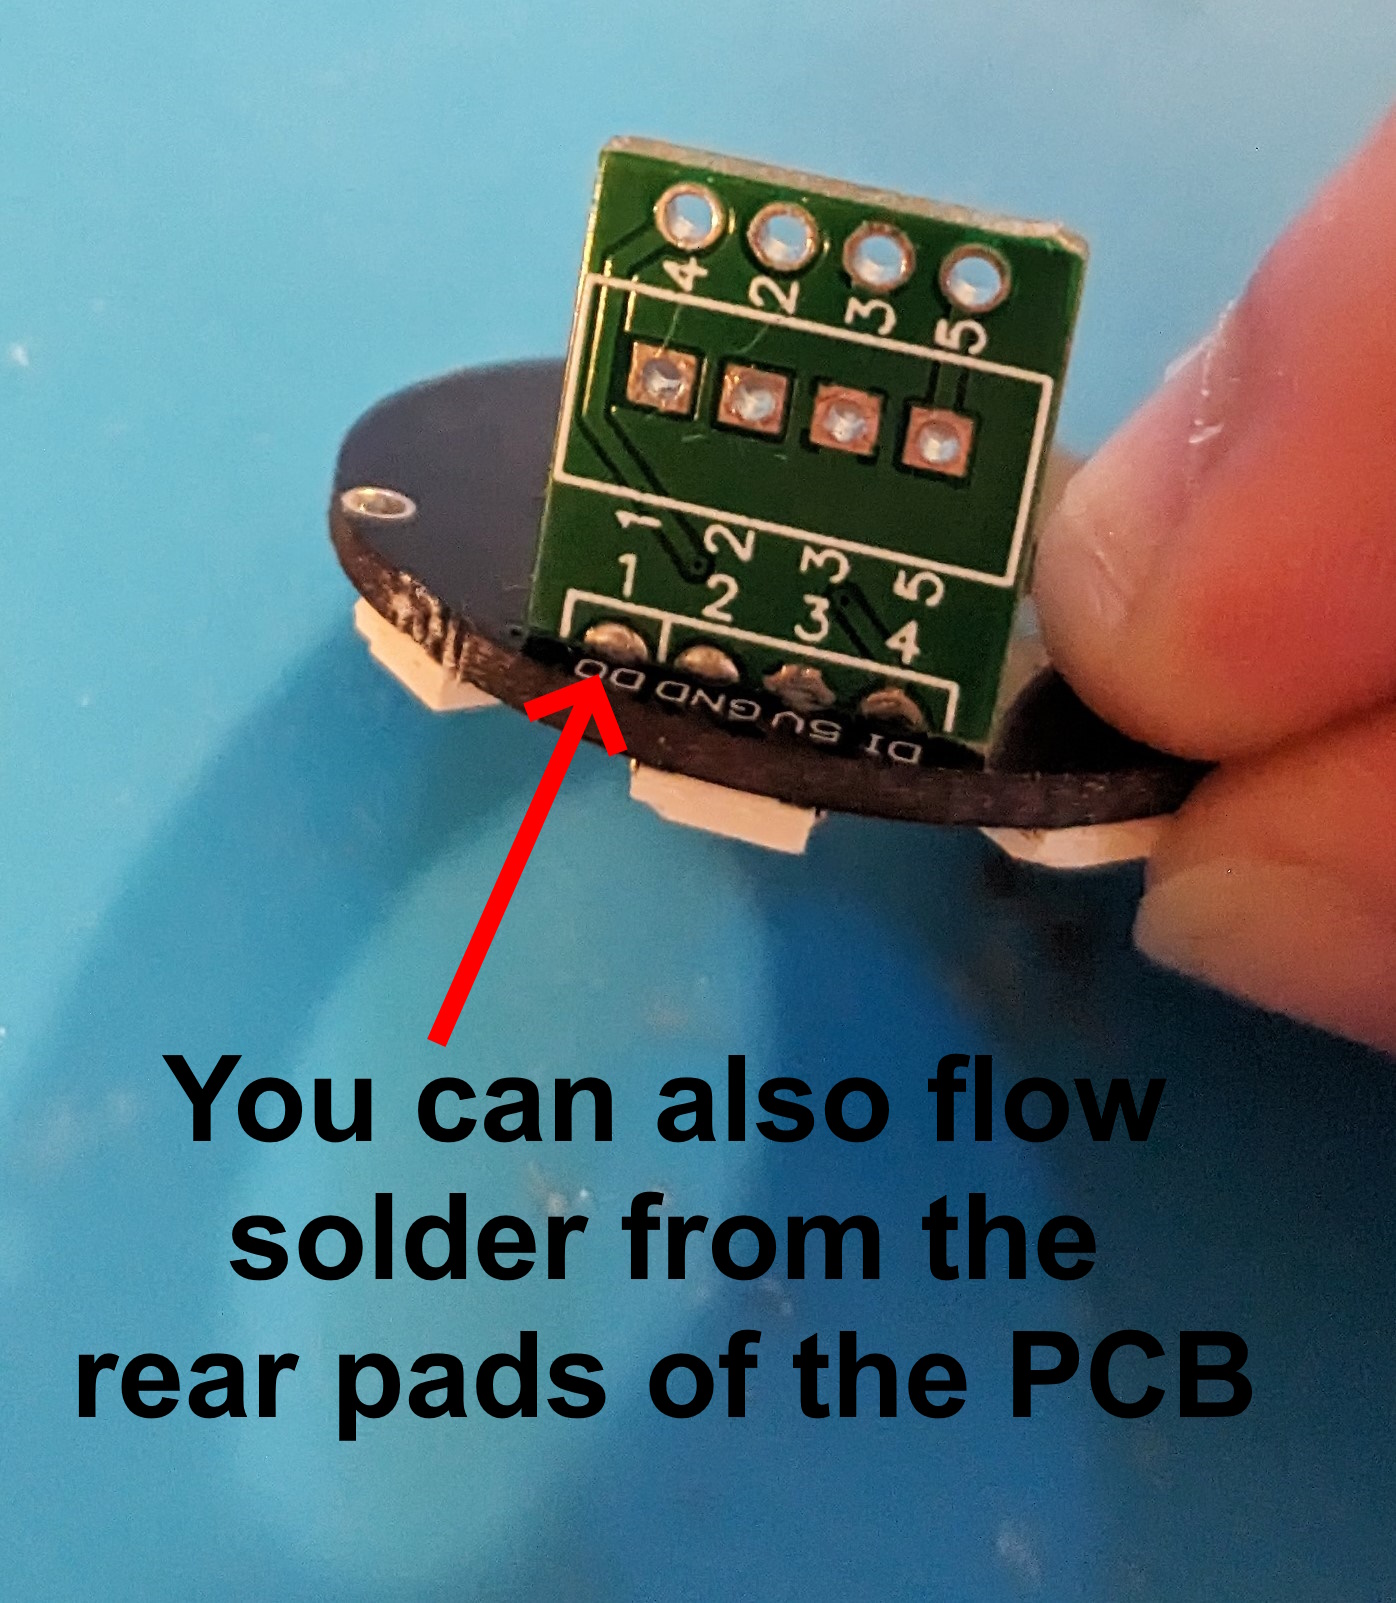 4 2 3 5
1 2 3 5
1 2 3 4
DO GND 5V DI
You can also flow
solder from the
rear pads of the PCB